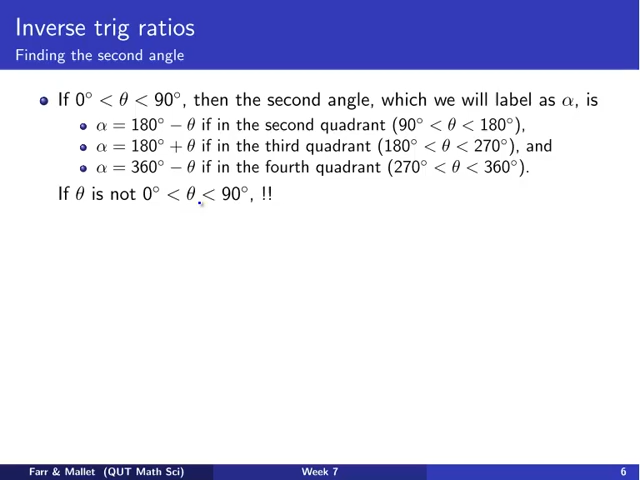 Inverse trig ratios
Finding the second angle
If 0° < θ < 90°, then the second angle, which we will label as α, is
α = 180° − θ if in the second quadrant (90° < θ < 180°),
α = 180° + θ if in the third quadrant (180° < θ < 270°), and
α = 360° − θ if in the fourth quadrant (270° < θ < 360°).
If θ is not 0° < θ < 90°, !!
Farr & Mallet (QUT Math Sci) Week 7 6